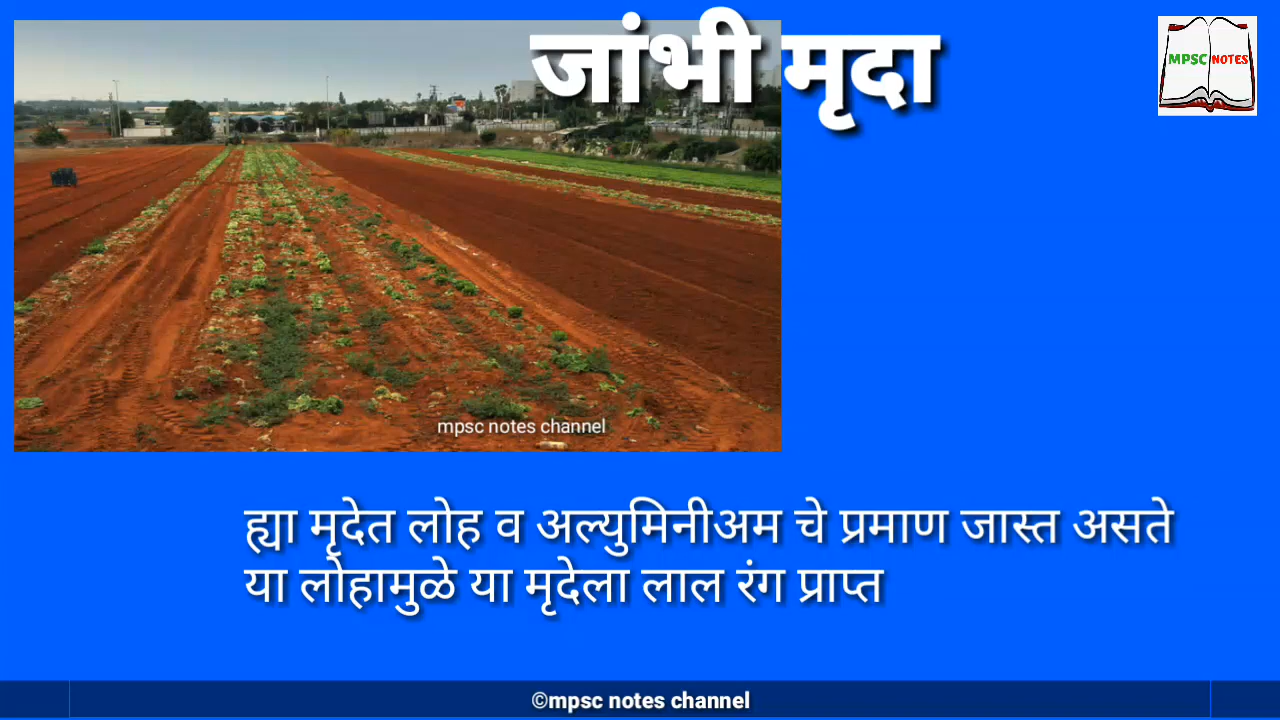 जांभी मृदा
MPSC NOTES
mpsc notes channel
ह्या मृदेत लोह व अल्युमिनीअम चे प्रमाण जास्त असते
या लोहामुळे या मृदेला लाल रंग प्राप्त
©mpsc notes channel